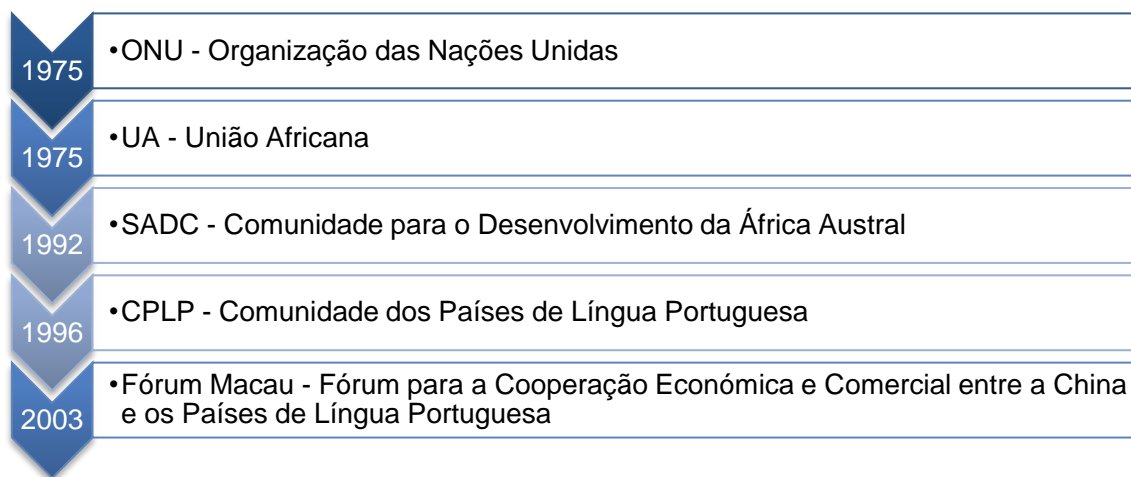 1975
•ONU - Organização das Nações Unidas
1975
•UA - União Africana
1992
•SADC - Comunidade para o Desenvolvimento da África Austral
1996
•CPLP - Comunidade dos Países de Língua Portuguesa
2003
•Fórum Macau - Fórum para a Cooperação Económica e Comercial entre a China
e os Países de Língua Portuguesa